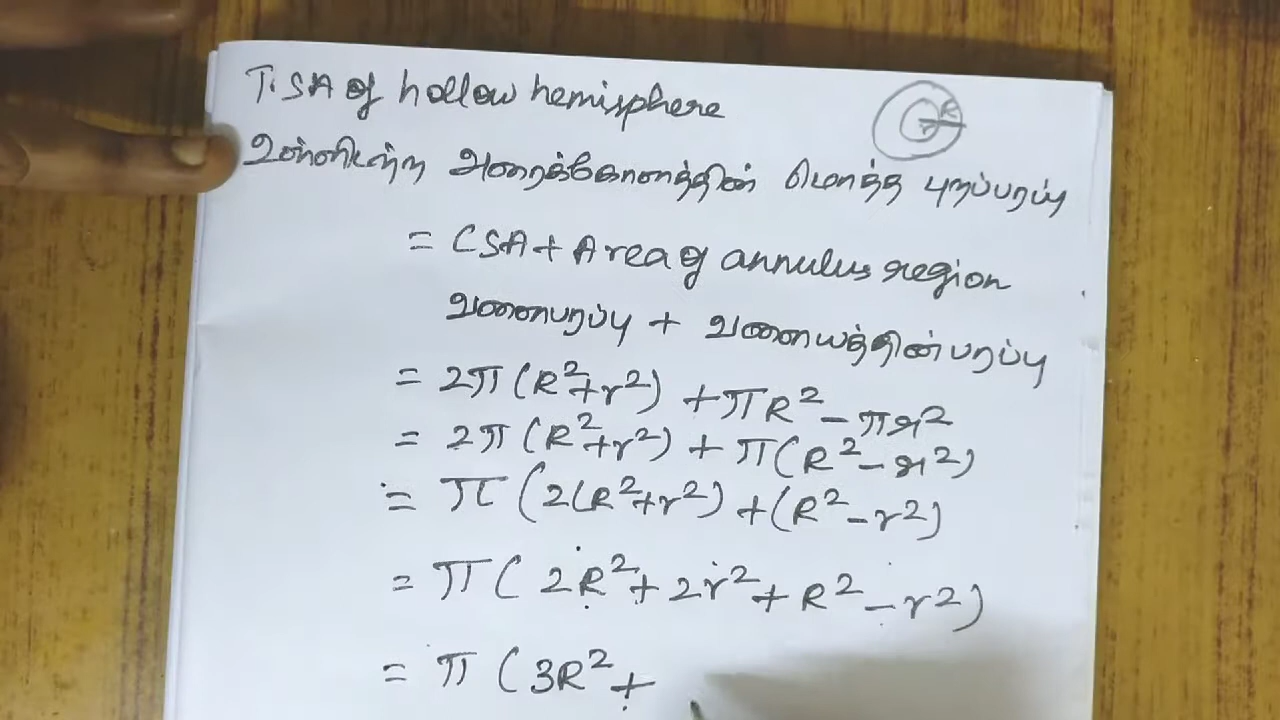 T.SA of hollow hemisphere
R
r
உள்ளீடற்ற அரைக்கோளத்தின் மொத்த புறப்பரப்பு
= CSA + Area of annulus region
வளைபரப்பு + வளையத்தின் பரப்பு
= 2π (R²+r²) + πR² - πr²
= 2π (R²+r²) + π(R² - r²)
= π (2(R²+r²) + (R² - r²)
= π ( 2R² + 2r² + R² - r²)
= π ( 3R² +